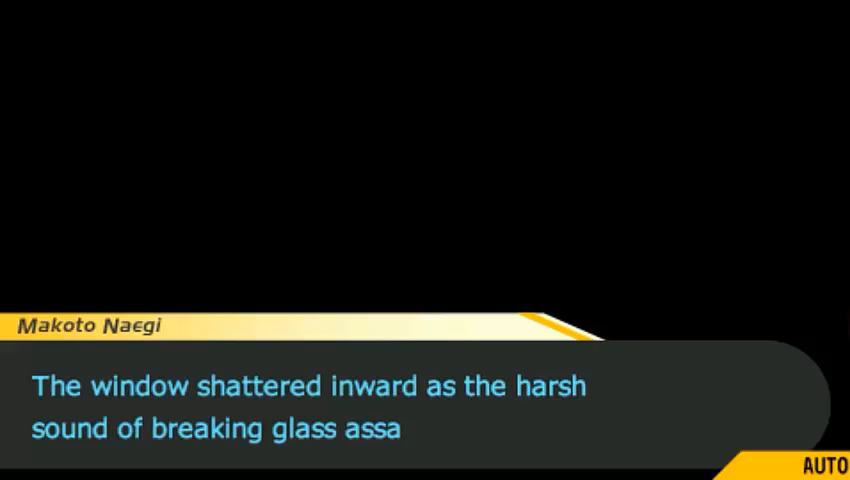 Makoto Naegi
The window shattered inward as the harsh
sound of breaking glass assa
AUTO